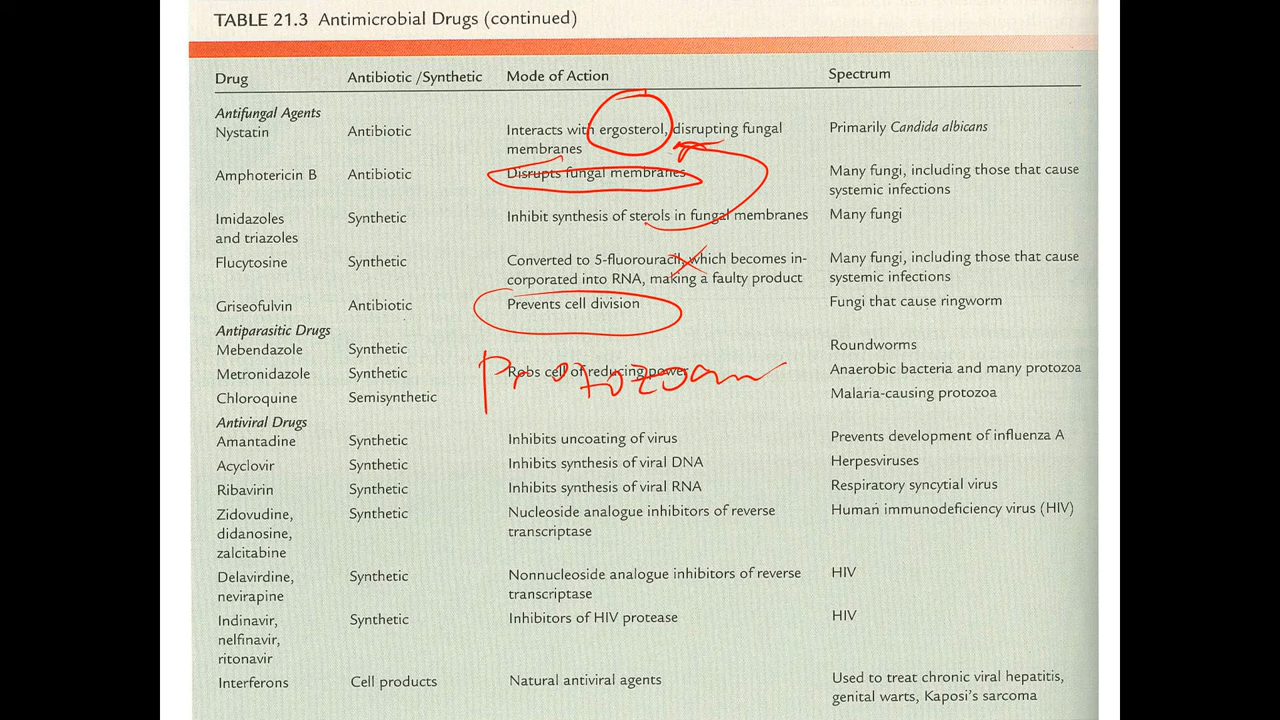 TABLE 21.3 Antimicrobial Drugs (continued)
Drug Antibiotic /Synthetic Mode of Action Spectrum
Antifungal Agents
Nystatin Antibiotic Interacts with ergosterol, disrupting fungal Primarily Candida albicans
membranes
Amphotericin B Antibiotic Disrupts fungal membranes Many fungi, including those that cause
systemic infections
Imidazoles Synthetic Inhibit synthesis of sterols in fungal membranes Many fungi
and triazoles
Flucytosine Synthetic Converted to 5-fluorouracil, which becomes in- Many fungi, including those that cause
corporated into RNA, making a faulty product systemic infections
Griseofulvin Antibiotic Prevents cell division Fungi that cause ringworm
Antiparasitic Drugs
Mebendazole Synthetic Roundworms
Metronidazole Synthetic Robs cell of reducing power Anaerobic bacteria and many protozoa
Protozoan
Chloroquine Semisynthetic Malaria-causing protozoa
Antiviral Drugs
Amantadine Synthetic Inhibits uncoating of virus Prevents development of influenza A
Acyclovir Synthetic Inhibits synthesis of viral DNA Herpesviruses
Ribavirin Synthetic Inhibits synthesis of viral RNA Respiratory syncytial virus
Zidovudine, Synthetic Nucleoside analogue inhibitors of reverse Human immunodeficiency virus (HIV)
didanosine, transcriptase
zalcitabine
Delavirdine, Synthetic Nonnucleoside analogue inhibitors of reverse HIV
nevirapine transcriptase
Indinavir, Synthetic Inhibitors of HIV protease HIV
nelfinavir,
ritonavir
Interferons Cell products Natural antiviral agents Used to treat chronic viral hepatitis,
genital warts, Kaposi's sarcoma